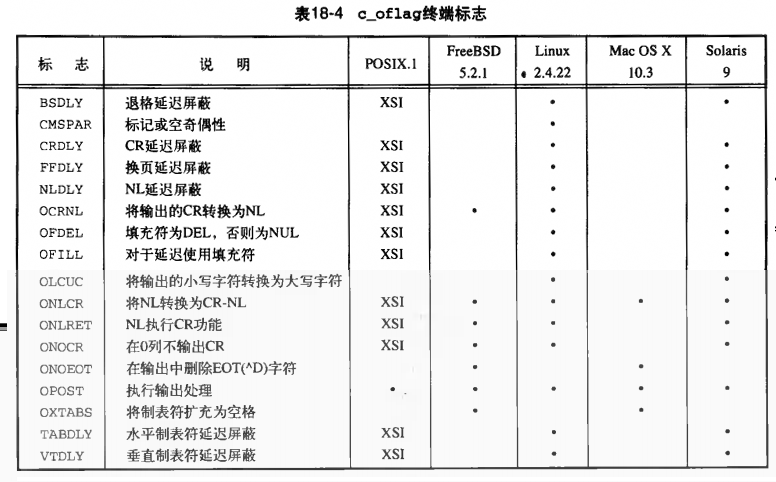 表18-4 c_oflag终端标志
标 志 说 明 POSIX.1 FreeBSD 5.2.1 Linux 2.4.22 Mac OS X 10.3 Solaris 9
BSDLY 退格延迟屏蔽 XSI • •
CMSPAR 标记或空奇偶性 •
CRDLY CR延迟屏蔽 XSI • •
FFDLY 换页延迟屏蔽 XSI • •
NLDLY NL延迟屏蔽 XSI • •
OCRNL 将输出的CR转换为NL XSI • • •
OFDEL 填充符为DEL，否则为NUL XSI • •
OFILL 对于延迟使用填充符 XSI • •
OLCUC 将输出的小写字符转换为大写字符 • •
ONLCR 将NL转换为CR-NL XSI • • • •
ONLRET NL执行CR功能 XSI • • •
ONOCR 在0列不输出CR XSI • • •
ONOEOT 在输出中删除EOT(^D)字符 • •
OPOST 执行输出处理 • • • • •
OXTABS 将制表符扩充为空格 • •
TABDLY 水平制表符延迟屏蔽 XSI • •
VTDLY 垂直制表符延迟屏蔽 XSI • •